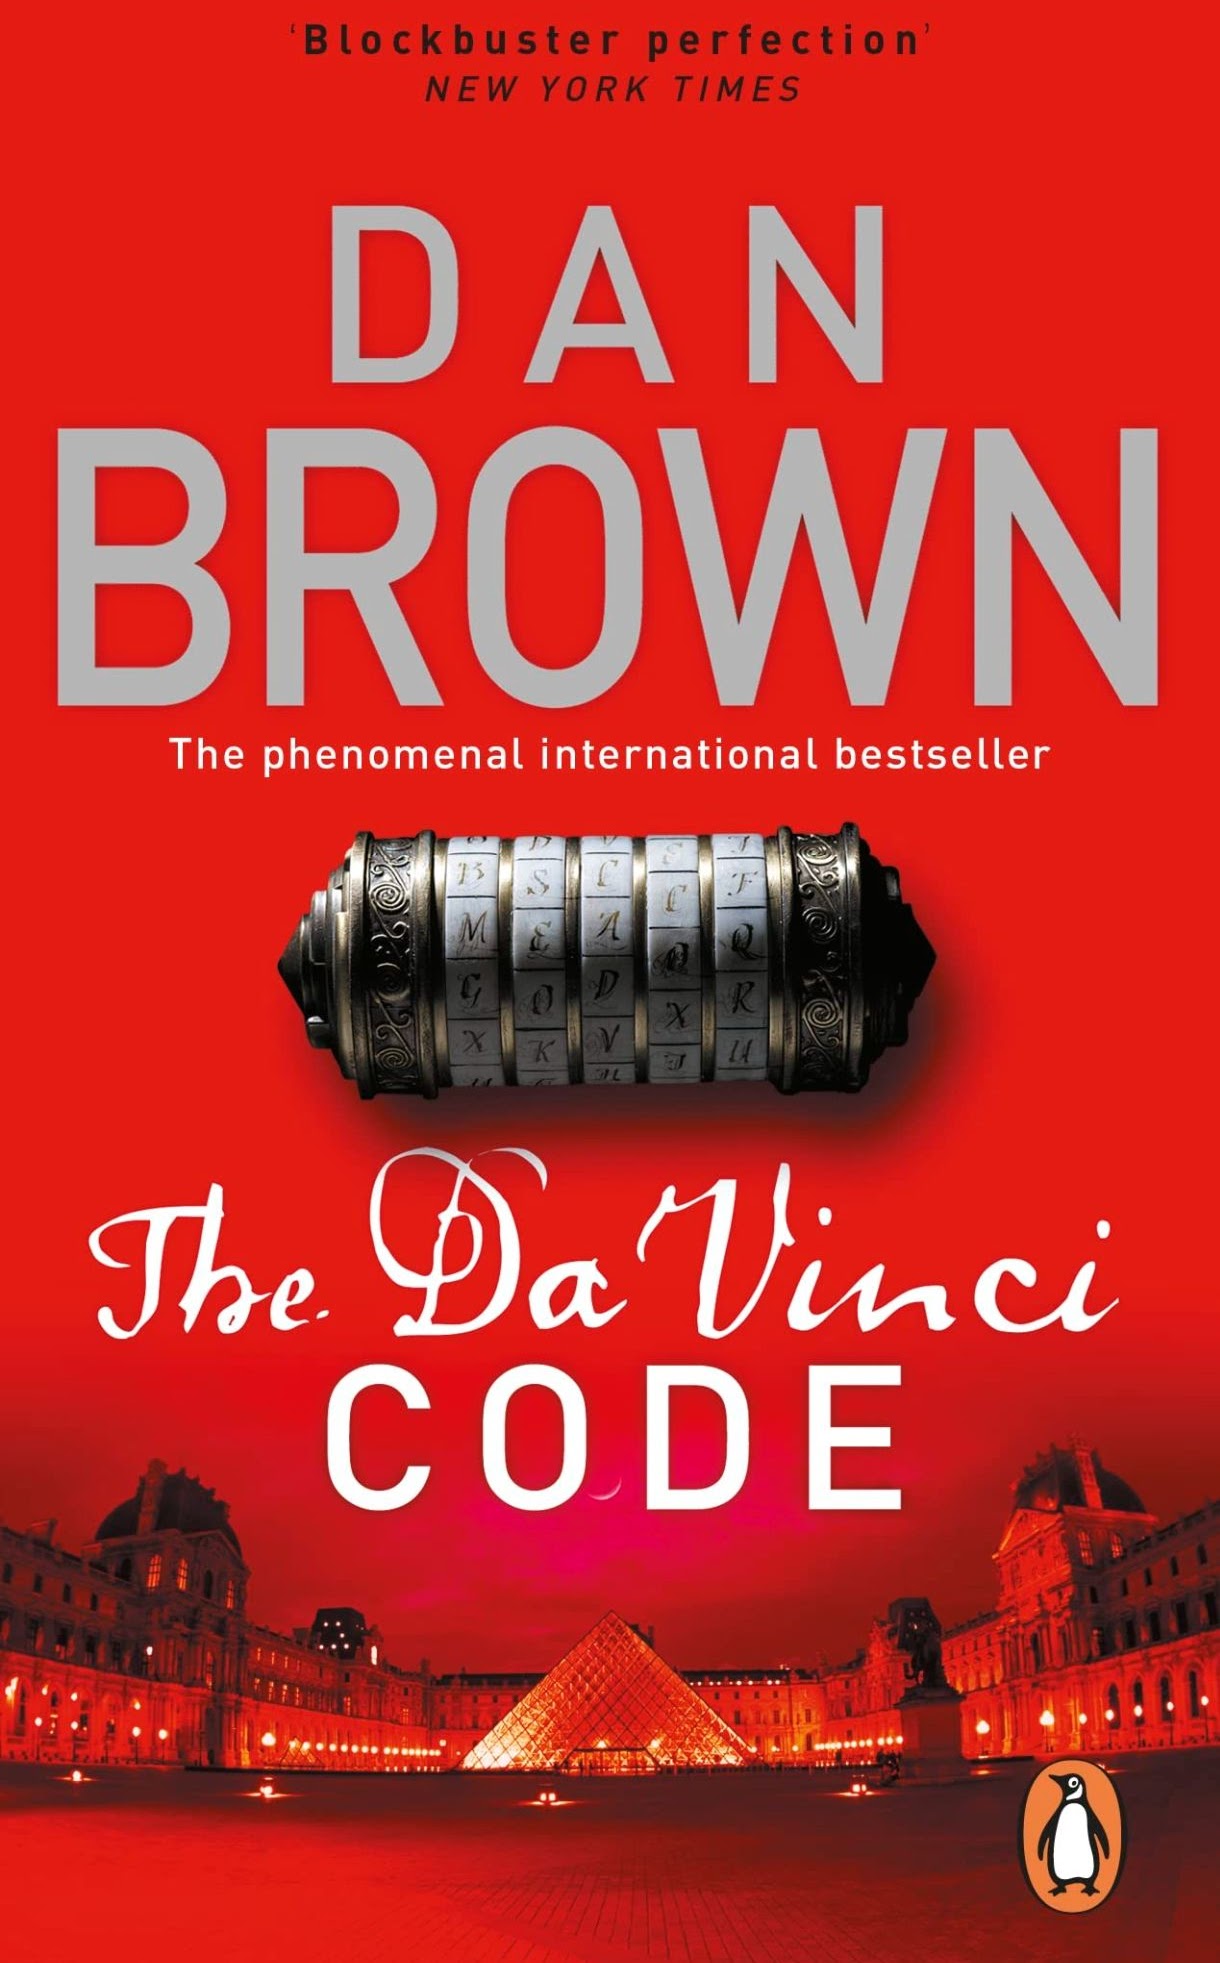 ‘Blockbuster perfection’
NEW YORK TIMES
DAN
BROWN
The phenomenal international bestseller
B S C C F
M E A Q Q
G O D X R
X K V J U
The Da Vinci
CODE